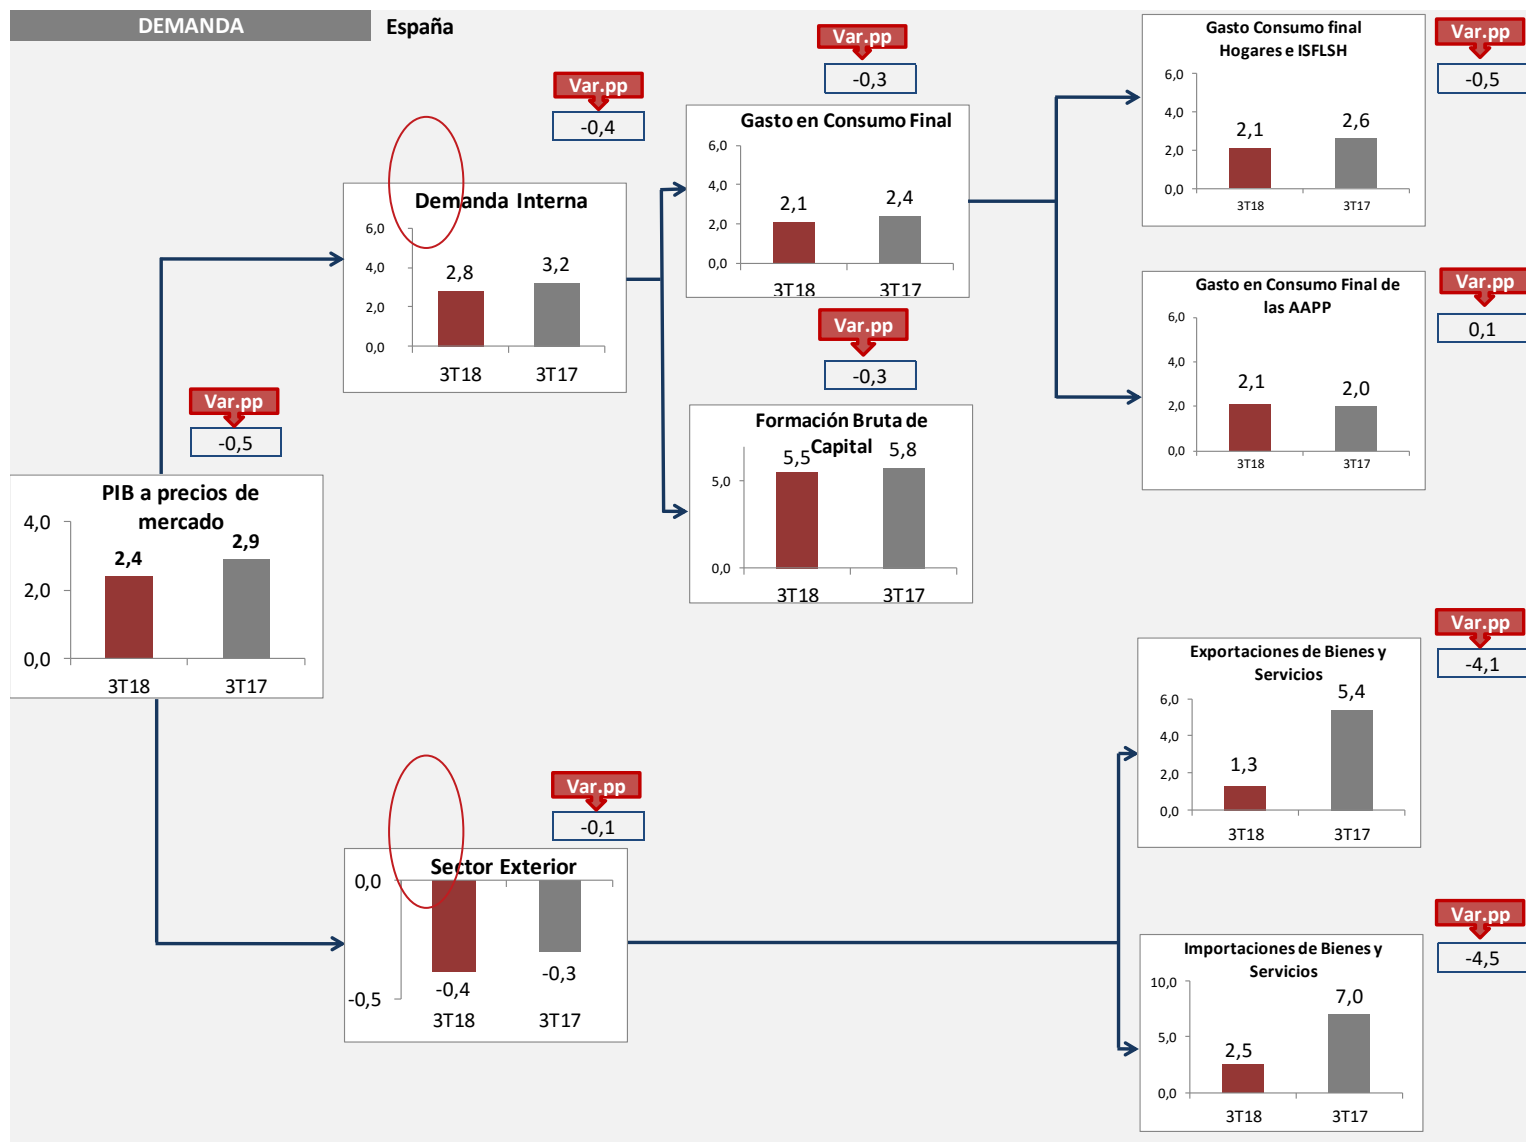 DEMANDA
España
Var.pp
-0,5
PIB a precios de
mercado
4,0
2,0
0,0
2,4
2,9
3T18
3T17
Var.pp
-0,4
Demanda Interna
6,0
4,0
2,0
0,0
2,8
3,2
3T18
3T17
Var.pp
-0,3
Gasto en Consumo Final
6,0
4,0
2,0
0,0
2,1
2,4
3T18
3T17
Var.pp
-0,3
Formación Bruta de
Capital
5,0
0,0
5,5
5,8
3T18
3T17
Var.pp
-0,5
Gasto Consumo final
Hogares e ISFLSH
6,0
4,0
2,0
0,0
2,1
2,6
3T18
3T17
Var.pp
0,1
Gasto en Consumo Final de
las AAPP
6,0
4,0
2,0
0,0
2,1
2,0
3T18
3T17
Var.pp
-0,1
Sector Exterior
0,0
-0,5
-0,4
-0,3
3T18
3T17
Var.pp
-4,1
Exportaciones de Bienes y
Servicios
6,0
4,0
2,0
0,0
1,3
5,4
3T18
3T17
Var.pp
-4,5
Importaciones de Bienes y
Servicios
10,0
5,0
0,0
2,5
7,0
3T18
3T17